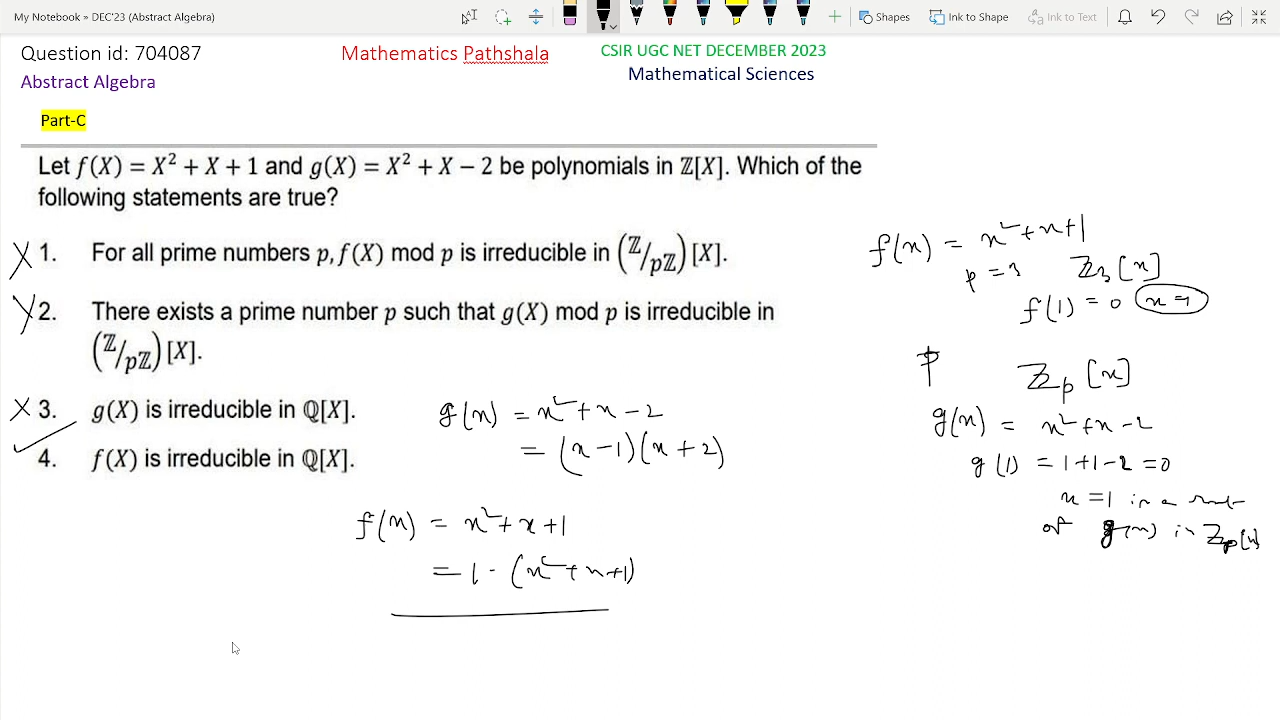 My Notebook » DEC'23 (Abstract Algebra)
Shapes
Ink to Shape
Ink to Text
Question id: 704087
Mathematics Pathshala
CSIR UGC NET DECEMBER 2023
Abstract Algebra
Mathematical Sciences
Part-C
Let f(X) = X² + X + 1 and g(X) = X² + X − 2 be polynomials in ℤ[X]. Which of the
following statements are true?
✗ 1. For all prime numbers p, f(X) mod p is irreducible in (ℤ/pℤ)[X].
✗ 2. There exists a prime number p such that g(X) mod p is irreducible in
(ℤ/pℤ)[X].
✗ 3. g(X) is irreducible in ℚ[X].
✓ 4. f(X) is irreducible in ℚ[X].
g(x) = x² + x − 2
= (x − 1)(x + 2)
f(x) = x² + x + 1
= 1 · (x² + x + 1)
f(x) = x² + x + 1
p = 3 ℤ₃[x]
f(1) = 0 x = 1
p ℤₚ[x]
g(x) = x² + x − 2
g(1) = 1 + 1 − 2 = 0
x = 1 is a root
of g(x) in ℤₚ[x]